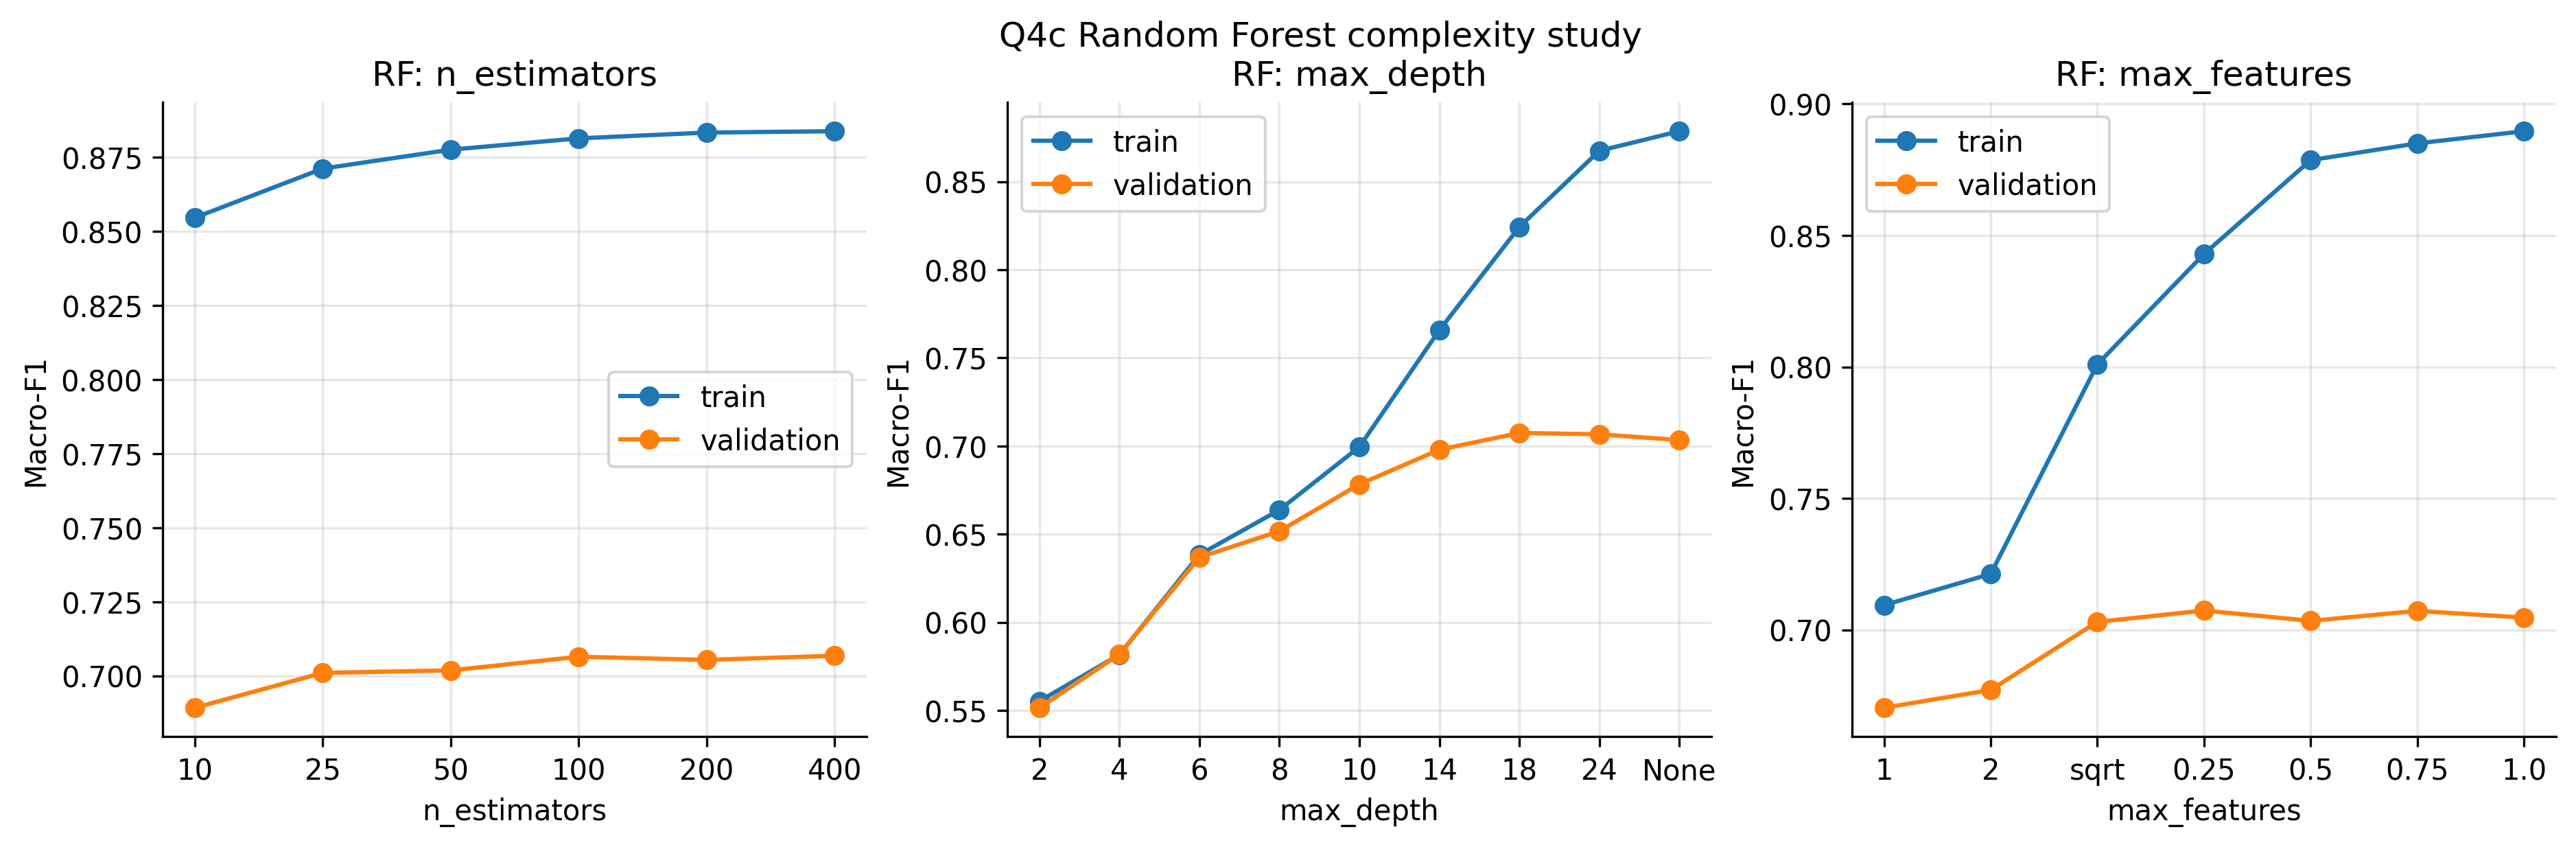 Q4c Random Forest complexity study
RF: n_estimators
Macro-F1
0.875
0.850
0.825
0.800
0.775
0.750
0.725
0.700
train
validation
10 25 50 100 200 400
n_estimators
RF: max_depth
Macro-F1
0.85
0.80
0.75
0.70
0.65
0.60
0.55
train
validation
2 4 6 8 10 14 18 24 None
max_depth
RF: max_features
Macro-F1
0.90
0.85
0.80
0.75
0.70
train
validation
1 2 sqrt 0.25 0.5 0.75 1.0
max_features